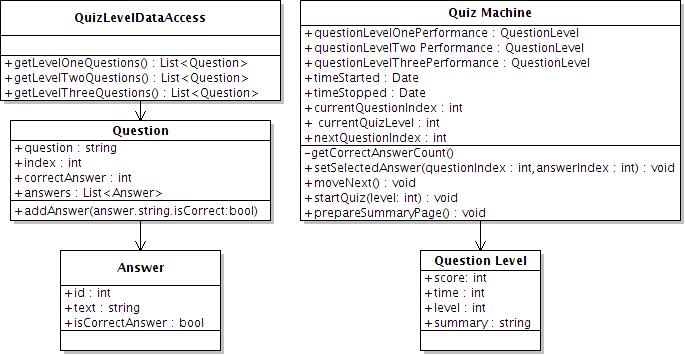 QuizLevelDataAccess
+getLevelOneQuestions() : List<Question>
+getLevelTwoQuestions() : List<Question>
+getLevelThreeQuestions() : List<Question>
Question
+question : string
+index : int
+correctAnswer : int
+answers : List<Answer>
+addAnswer(answer.string.isCorrect:bool)
Answer
+id : int
+text : string
+isCorrectAnswer : bool
Quiz Machine
+questionLevelOnePerformance : QuestionLevel
+questionLevelTwo Performance : QuestionLevel
+questionLevelThreePerformance : QuestionLevel
+timeStarted : Date
+timeStopped : Date
+currentQuestionIndex : int
+ currentQuizLevel : int
+nextQuestionIndex : int
-getCorrectAnswerCount()
+setSelectedAnswer(questionIndex : int,answerIndex : int) : void
+moveNext() : void
+startQuiz(level: int) : void
+prepareSummaryPage() : void
Question Level
+score: int
+time : int
+level : int
+summary : string